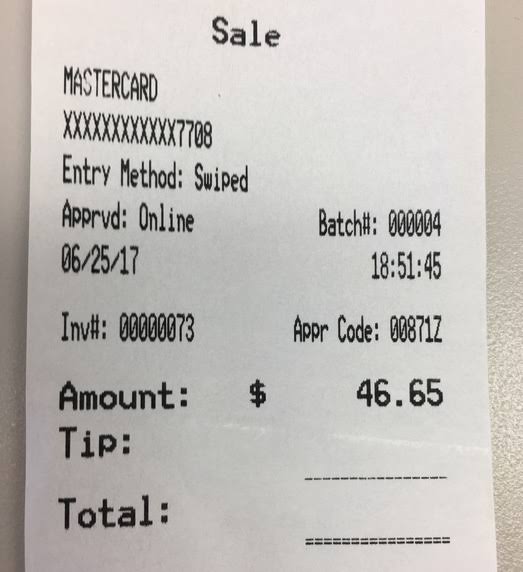 Sale
MASTERCARD
XXXXXXXXXXXX7708
Entry Method: Swiped
Apprvd: Online Batch#: 000004
06/25/17 18:51:45
Inv#: 00000073 Appr Code: 00871Z
Amount: $ 46.65
Tip:
Total: